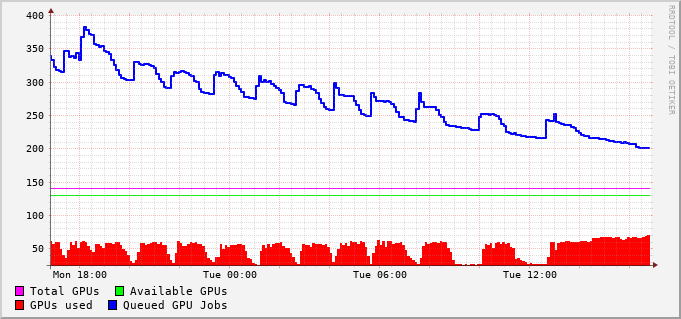 RRDTOOL / TOBI OETIKER
400
350
300
250
200
150
100
50
Mon 18:00 Tue 00:00 Tue 06:00 Tue 12:00
Total GPUs Available GPUs
GPUs used Queued GPU Jobs